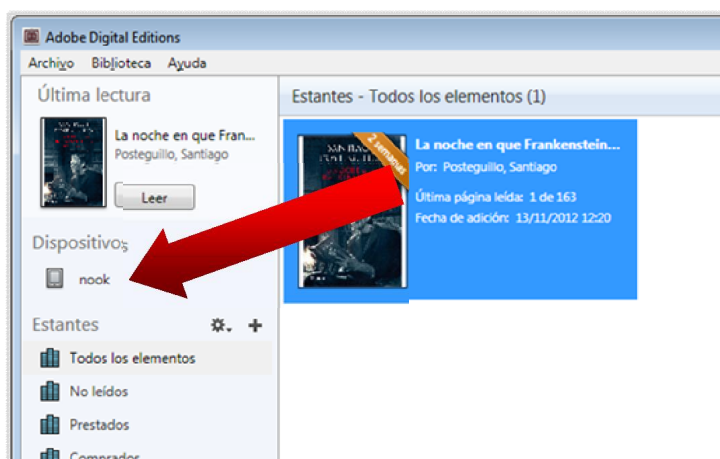 Adobe Digital Editions
Archivo Biblioteca Ayuda
Última lectura
La noche en que Fran...
Posteguillo, Santiago
Leer
Dispositivos
nook
Estantes
Todos los elementos
No leídos
Prestados
Comprados
Estantes - Todos los elementos (1)
2 semanas
La noche en que Frankenstein...
Por: Posteguillo, Santiago
Última página leída: 1 de 163
Fecha de adición: 13/11/2012 12:20